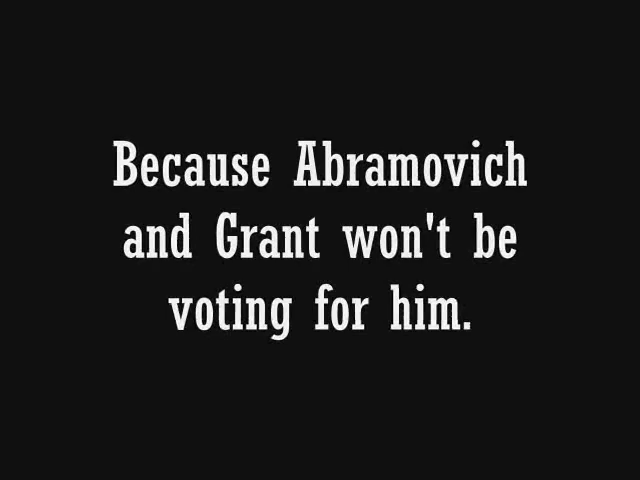 Because Abramovich
and Grant won't be
voting for him.